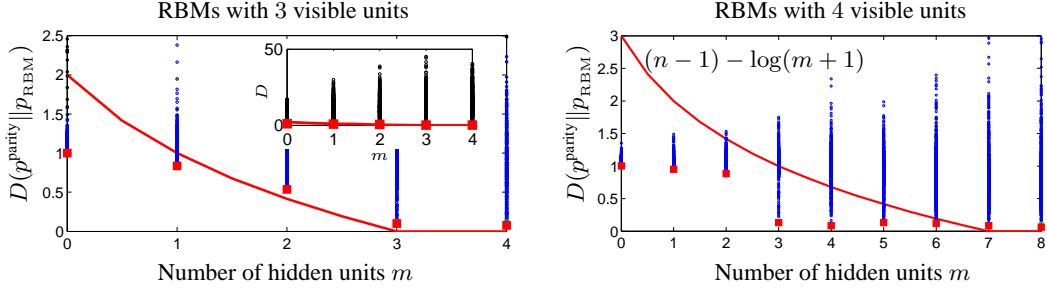 RBMs with 3 visible units
D(p^parity||p_RBM)
2.5
2
1.5
1
0.5
0
0 1 2 3 4
Number of hidden units m
D
50
0
0 1 2 3 4
m
RBMs with 4 visible units
D(p^parity||p_RBM)
(n − 1) − log(m + 1)
3
2.5
2
1.5
1
0.5
0
0 1 2 3 4 5 6 7 8
Number of hidden units m